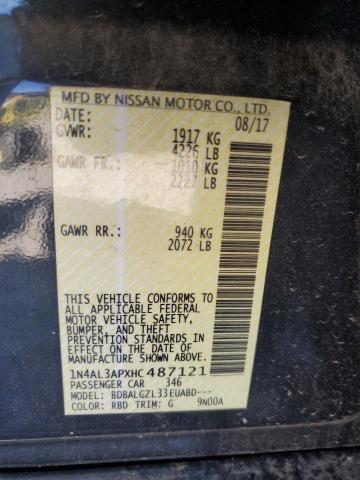 MFD BY NISSAN MOTOR CO., LTD.
DATE: 08/17
GVWR: 1917 KG
4226 LB
GAWR FR: 1010 KG
2227 LB
GAWR RR: 940 KG
2072 LB
THIS VEHICLE CONFORMS TO
ALL APPLICABLE FEDERAL
MOTOR VEHICLE SAFETY,
BUMPER, AND THEFT
PREVENTION STANDARDS IN
EFFECT ON THE DATE OF
MANUFACTURE SHOWN ABOVE.
1N4AL3APXHC487121
PASSENGER CAR 346
MODEL: BDBALGZL33EUABD---
COLOR: RBD TRIM: G 9N00A